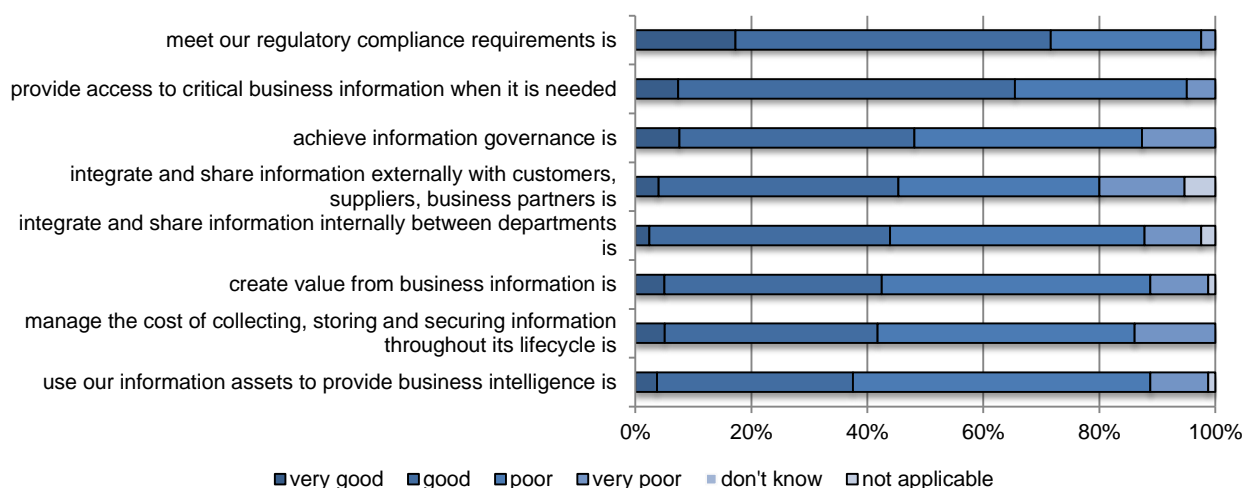 meet our regulatory compliance requirements is
provide access to critical business information when it is needed
achieve information governance is
integrate and share information externally with customers,
suppliers, business partners is
integrate and share information internally between departments
is
create value from business information is
manage the cost of collecting, storing and securing information
throughout its lifecycle is
use our information assets to provide business intelligence is
0% 20% 40% 60% 80% 100%
very good good poor very poor don't know not applicable